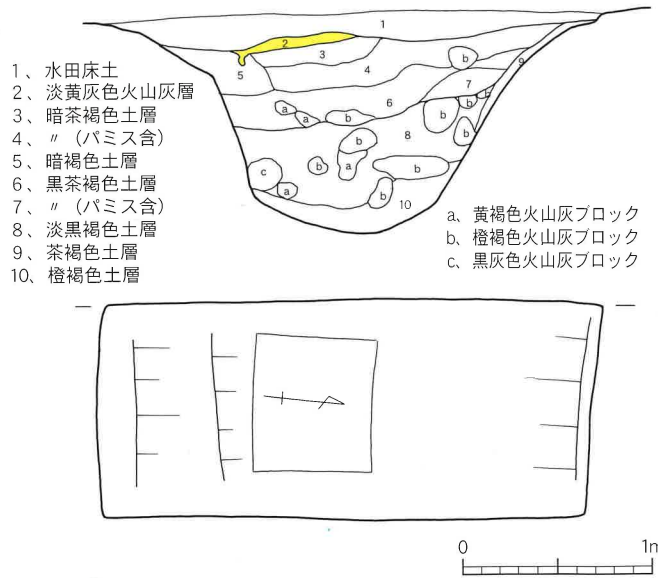 1、水田床土
2、淡黄灰色火山灰層
3、暗茶褐色土層
4、〃（パミス含）
5、暗褐色土層
6、黒茶褐色土層
7、〃（パミス含）
8、淡黒褐色土層
9、茶褐色土層
10、橙褐色土層
1
2
3
4
5
6
7
8
9
10
a
a
a
a
b
b
b
b
b
b
b
b
b
b
c
a、黄褐色火山灰ブロック
b、橙褐色火山灰ブロック
c、黒灰色火山灰ブロック
0
1m